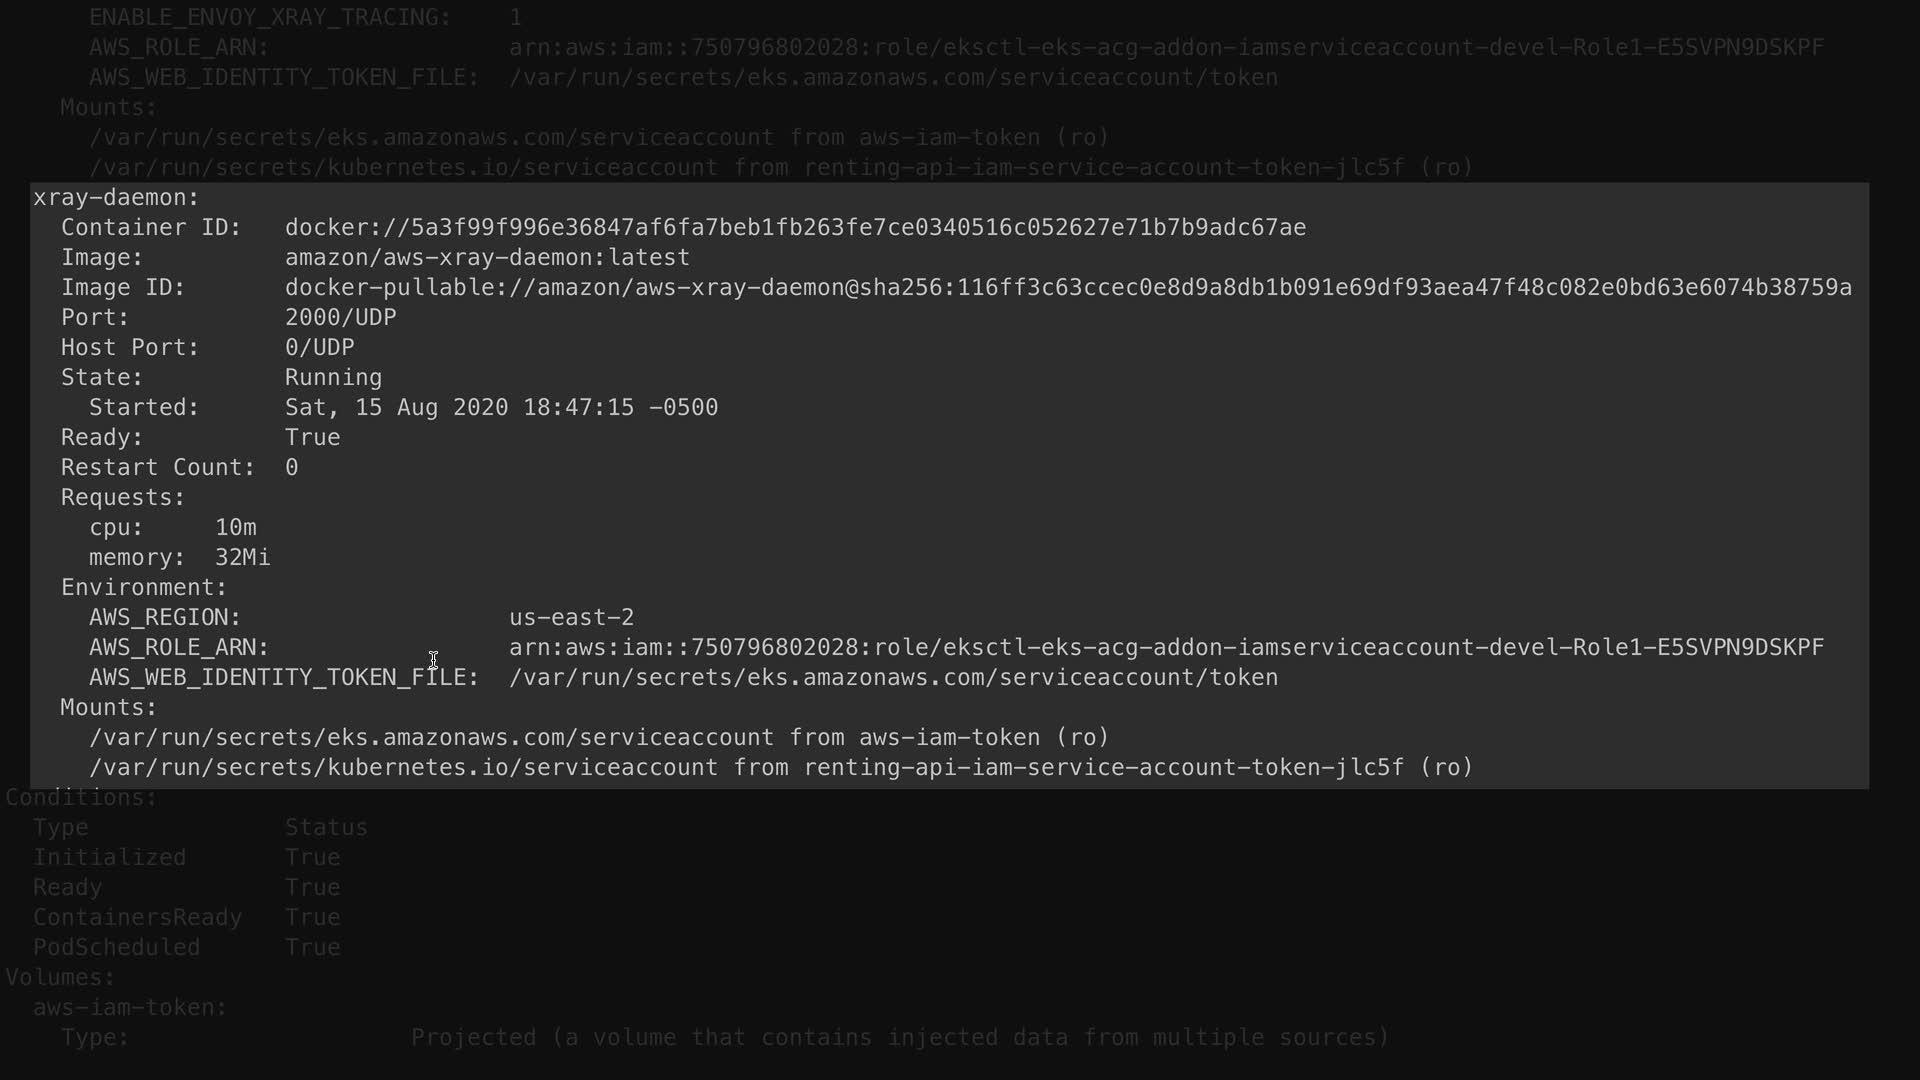 ENABLE_ENVOY_XRAY_TRACING: 1
AWS_ROLE_ARN: arn:aws:iam::750796802028:role/eksctl-eks-acg-addon-iamserviceaccount-devel-Role1-E5SVPN9DSKPF
AWS_WEB_IDENTITY_TOKEN_FILE: /var/run/secrets/eks.amazonaws.com/serviceaccount/token
Mounts:
/var/run/secrets/eks.amazonaws.com/serviceaccount from aws-iam-token (ro)
/var/run/secrets/kubernetes.io/serviceaccount from renting-api-iam-service-account-token-jlc5f (ro)
xray-daemon:
Container ID: docker://5a3f99f996e36847af6fa7beb1fb263fe7ce0340516c052627e71b7b9adc67ae
Image: amazon/aws-xray-daemon:latest
Image ID: docker-pullable://amazon/aws-xray-daemon@sha256:116ff3c63ccec0e8d9a8db1b091e69df93aea47f48c082e0bd63e6074b38759a
Port: 2000/UDP
Host Port: 0/UDP
State: Running
Started: Sat, 15 Aug 2020 18:47:15 -0500
Ready: True
Restart Count: 0
Requests:
cpu: 10m
memory: 32Mi
Environment:
AWS_REGION: us-east-2
AWS_ROLE_ARN: arn:aws:iam::750796802028:role/eksctl-eks-acg-addon-iamserviceaccount-devel-Role1-E5SVPN9DSKPF
AWS_WEB_IDENTITY_TOKEN_FILE: /var/run/secrets/eks.amazonaws.com/serviceaccount/token
Mounts:
/var/run/secrets/eks.amazonaws.com/serviceaccount from aws-iam-token (ro)
/var/run/secrets/kubernetes.io/serviceaccount from renting-api-iam-service-account-token-jlc5f (ro)
Conditions:
Type Status
Initialized True
Ready True
ContainersReady True
PodScheduled True
Volumes:
aws-iam-token:
Type: Projected (a volume that contains injected data from multiple sources)